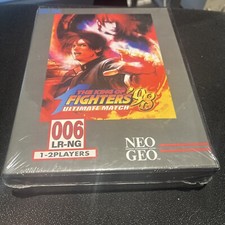 THE KING OF
FIGHTERS '98
ULTIMATE MATCH
006
LR-NG
1-2PLAYERS
NEO
GEO.